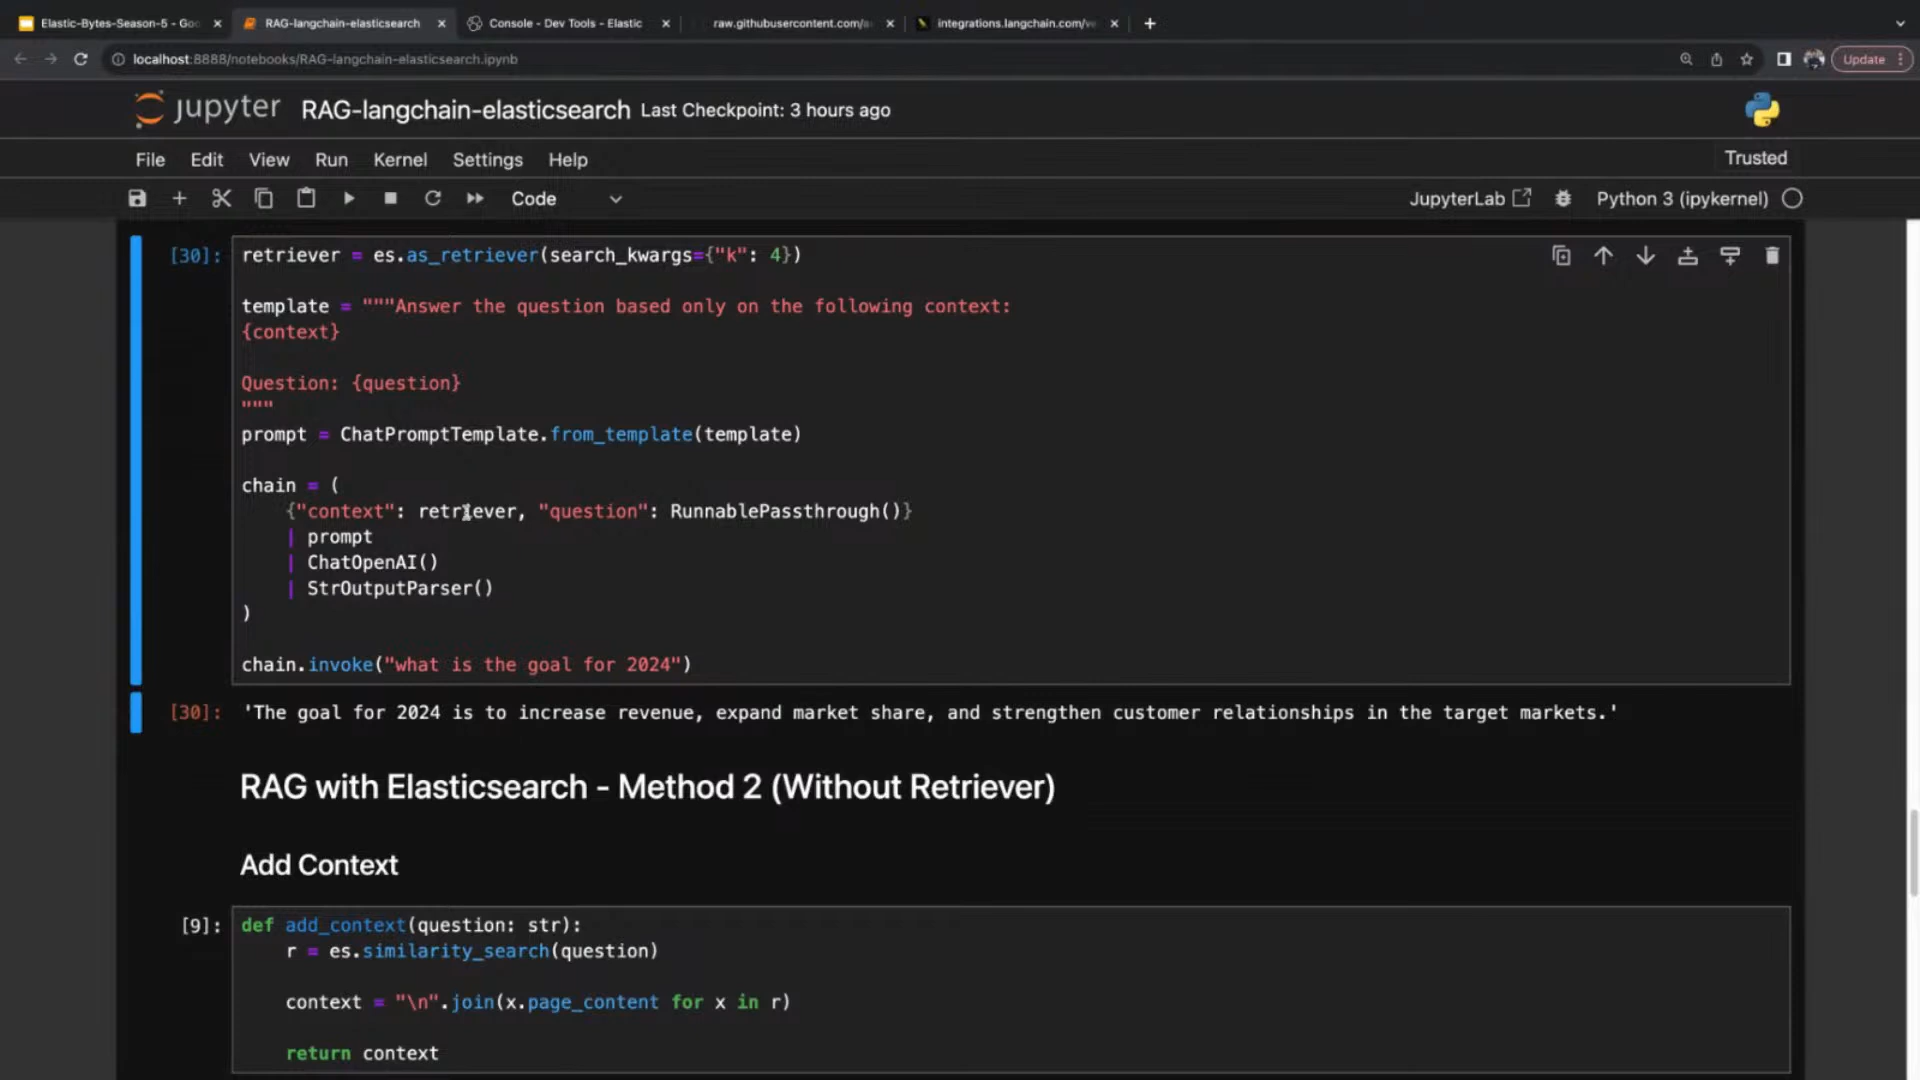 Elastic-Bytes-Season-5 - Goo
RAG-langchain-elasticsearch
Console - Dev Tools - Elastic
raw.githubusercontent.com/
integrations.langchain.com/
localhost:8888/notebooks/RAG-langchain-elasticsearch.ipynb
Update
jupyter RAG-langchain-elasticsearch Last Checkpoint: 3 hours ago
File Edit View Run Kernel Settings Help
Trusted
Code
JupyterLab
Python 3 (ipykernel)
[30]:
retriever = es.as_retriever(search_kwargs={"k": 4})
template = """Answer the question based only on the following context:
{context}
Question: {question}
"""
prompt = ChatPromptTemplate.from_template(template)
chain = (
{"context": retriever, "question": RunnablePassthrough()}
| prompt
| ChatOpenAI()
| StrOutputParser()
)
chain.invoke("what is the goal for 2024")
[30]: 'The goal for 2024 is to increase revenue, expand market share, and strengthen customer relationships in the target markets.'
RAG with Elasticsearch - Method 2 (Without Retriever)
Add Context
[9]:
def add_context(question: str):
r = es.similarity_search(question)
context = "\n".join(x.page_content for x in r)
return context